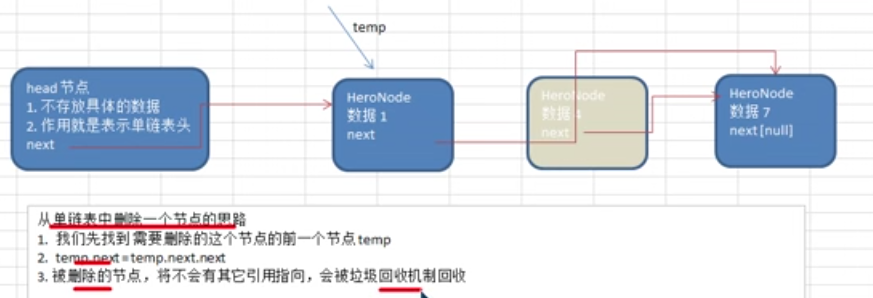 temp
head 节点
1. 不存放具体的数据
2. 作用就是表示单链表头
next
HeroNode
数据 1
next
HeroNode
数据 4
next
HeroNode
数据 7
next[null]
从单链表中删除一个节点的思路
1. 我们先找到 需要删除的这个节点的前一个节点 temp
2. temp.next=temp.next.next
3. 被删除的节点，将不会有其它引用指向，会被垃圾回收机制回收